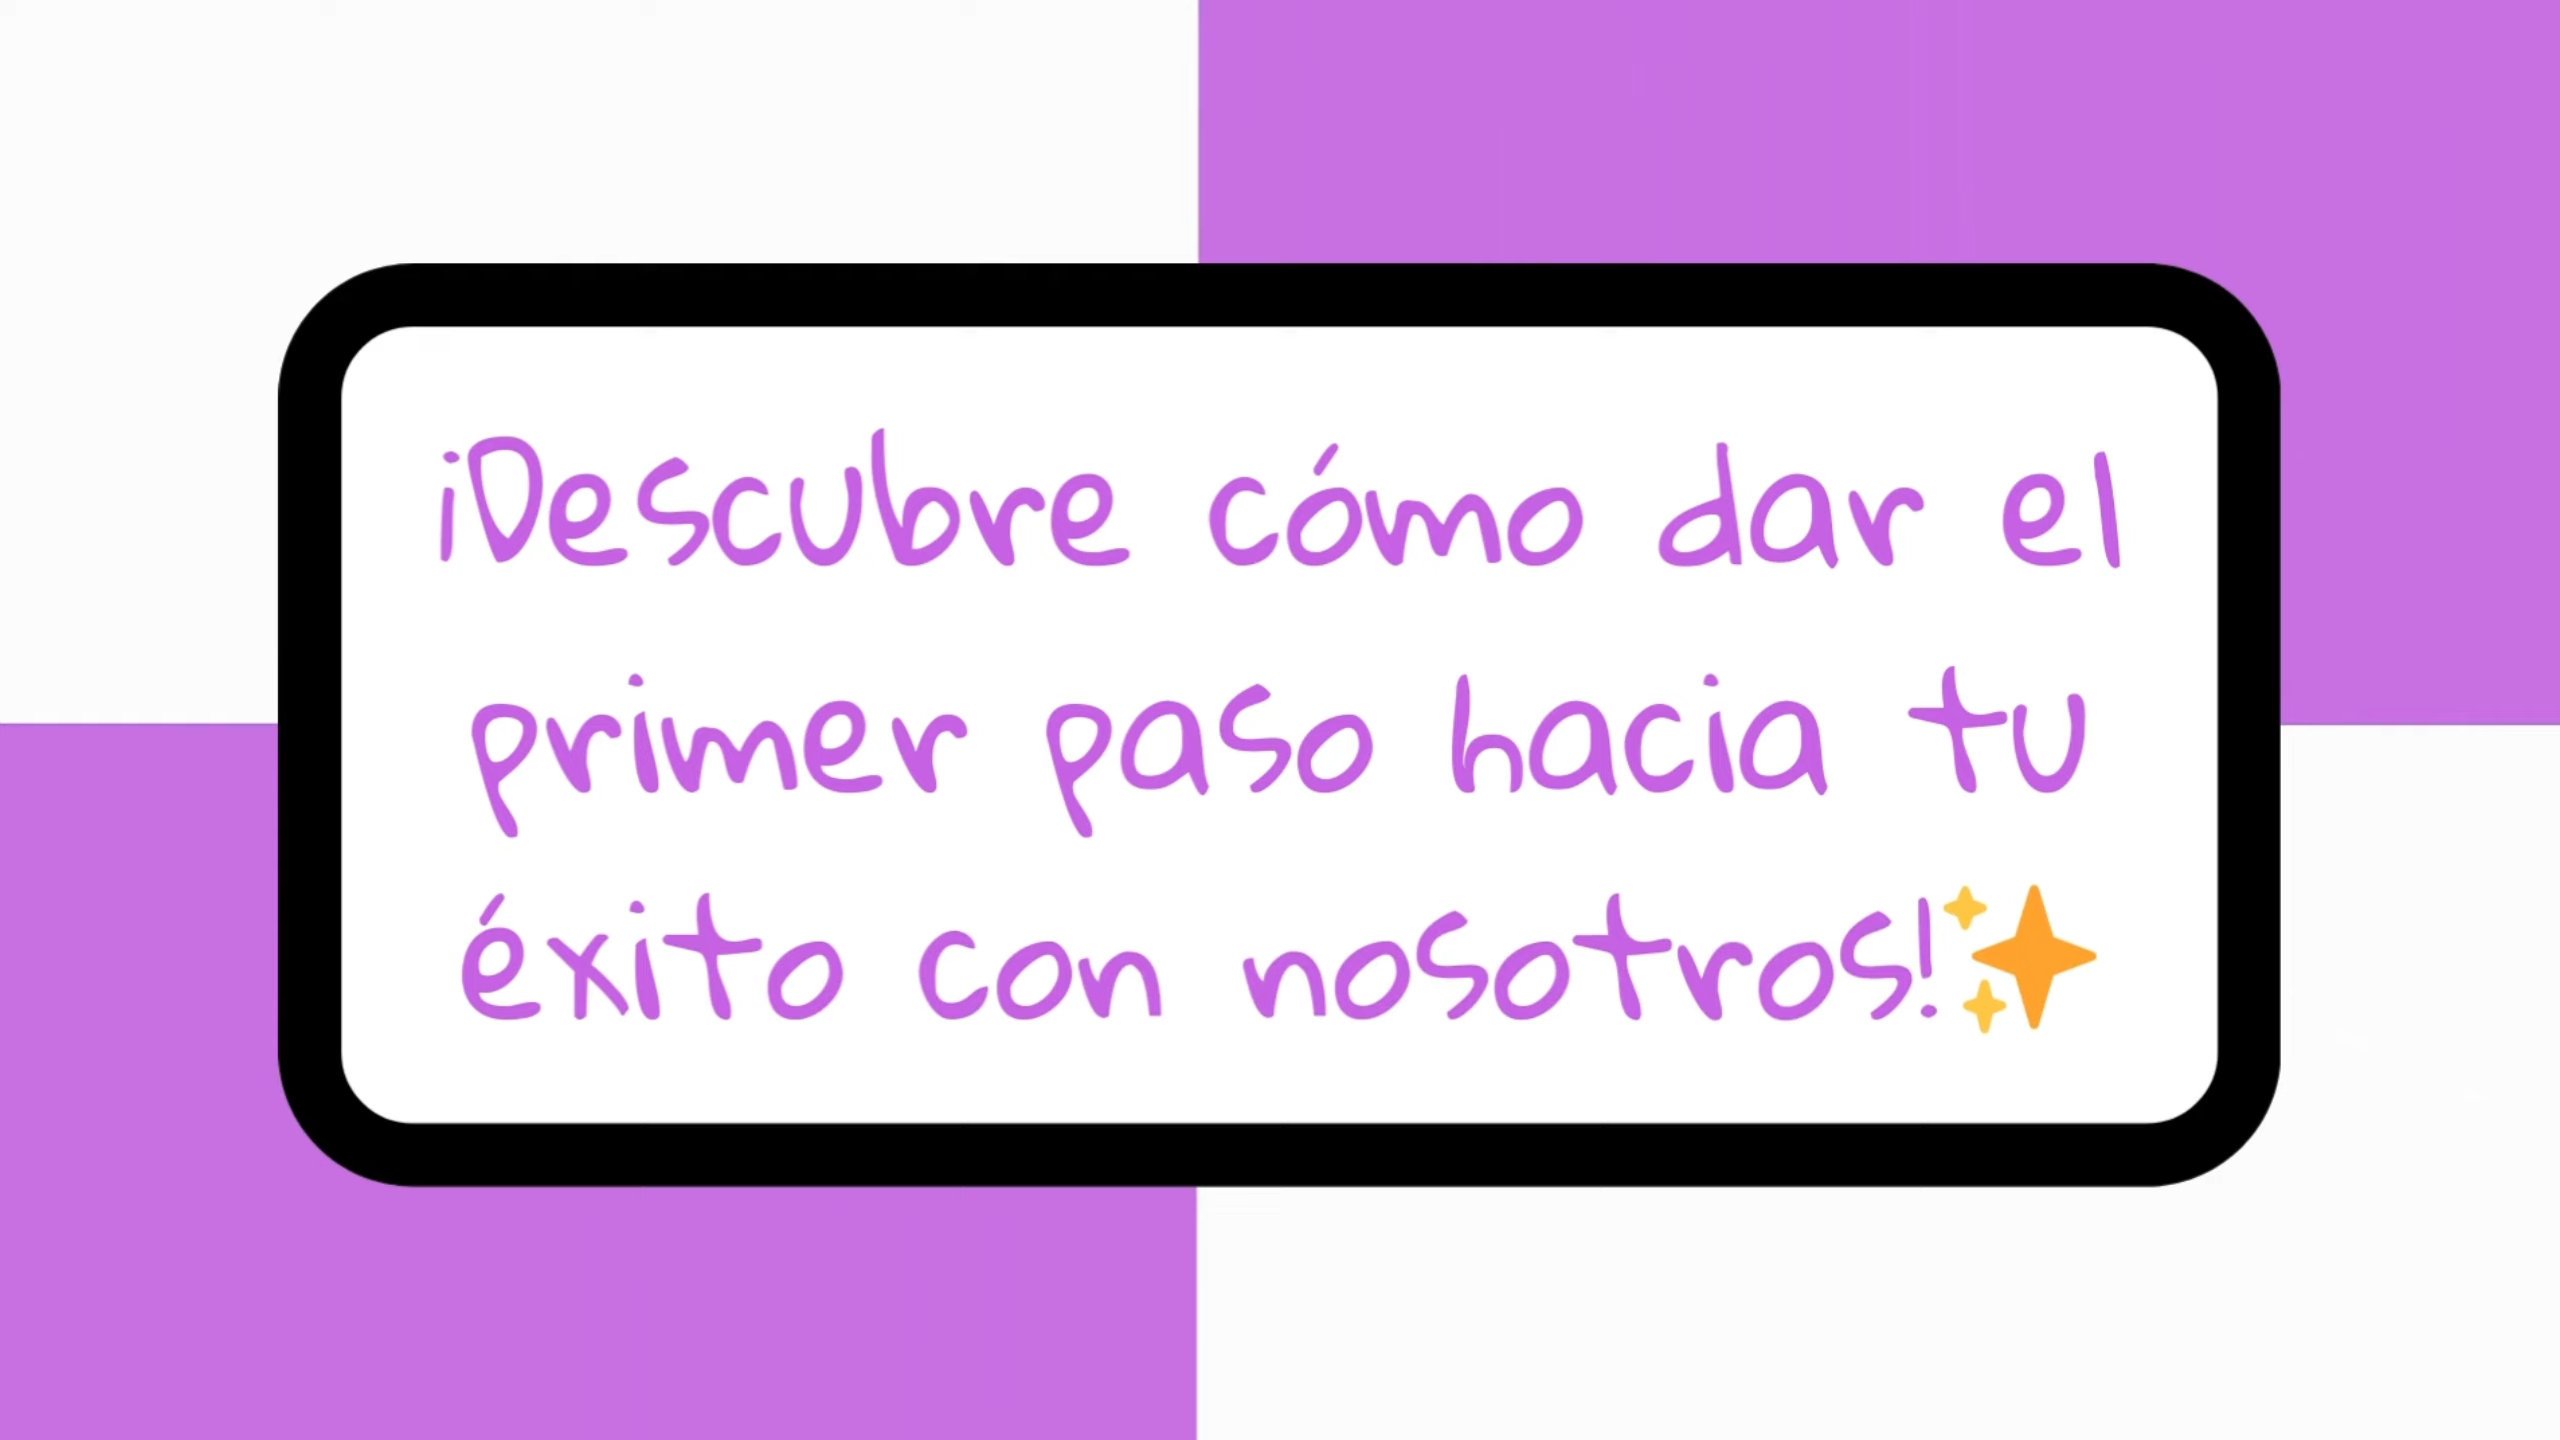 ¡Descubre cómo dar el
primer paso hacia tu
éxito con nosotros!✨